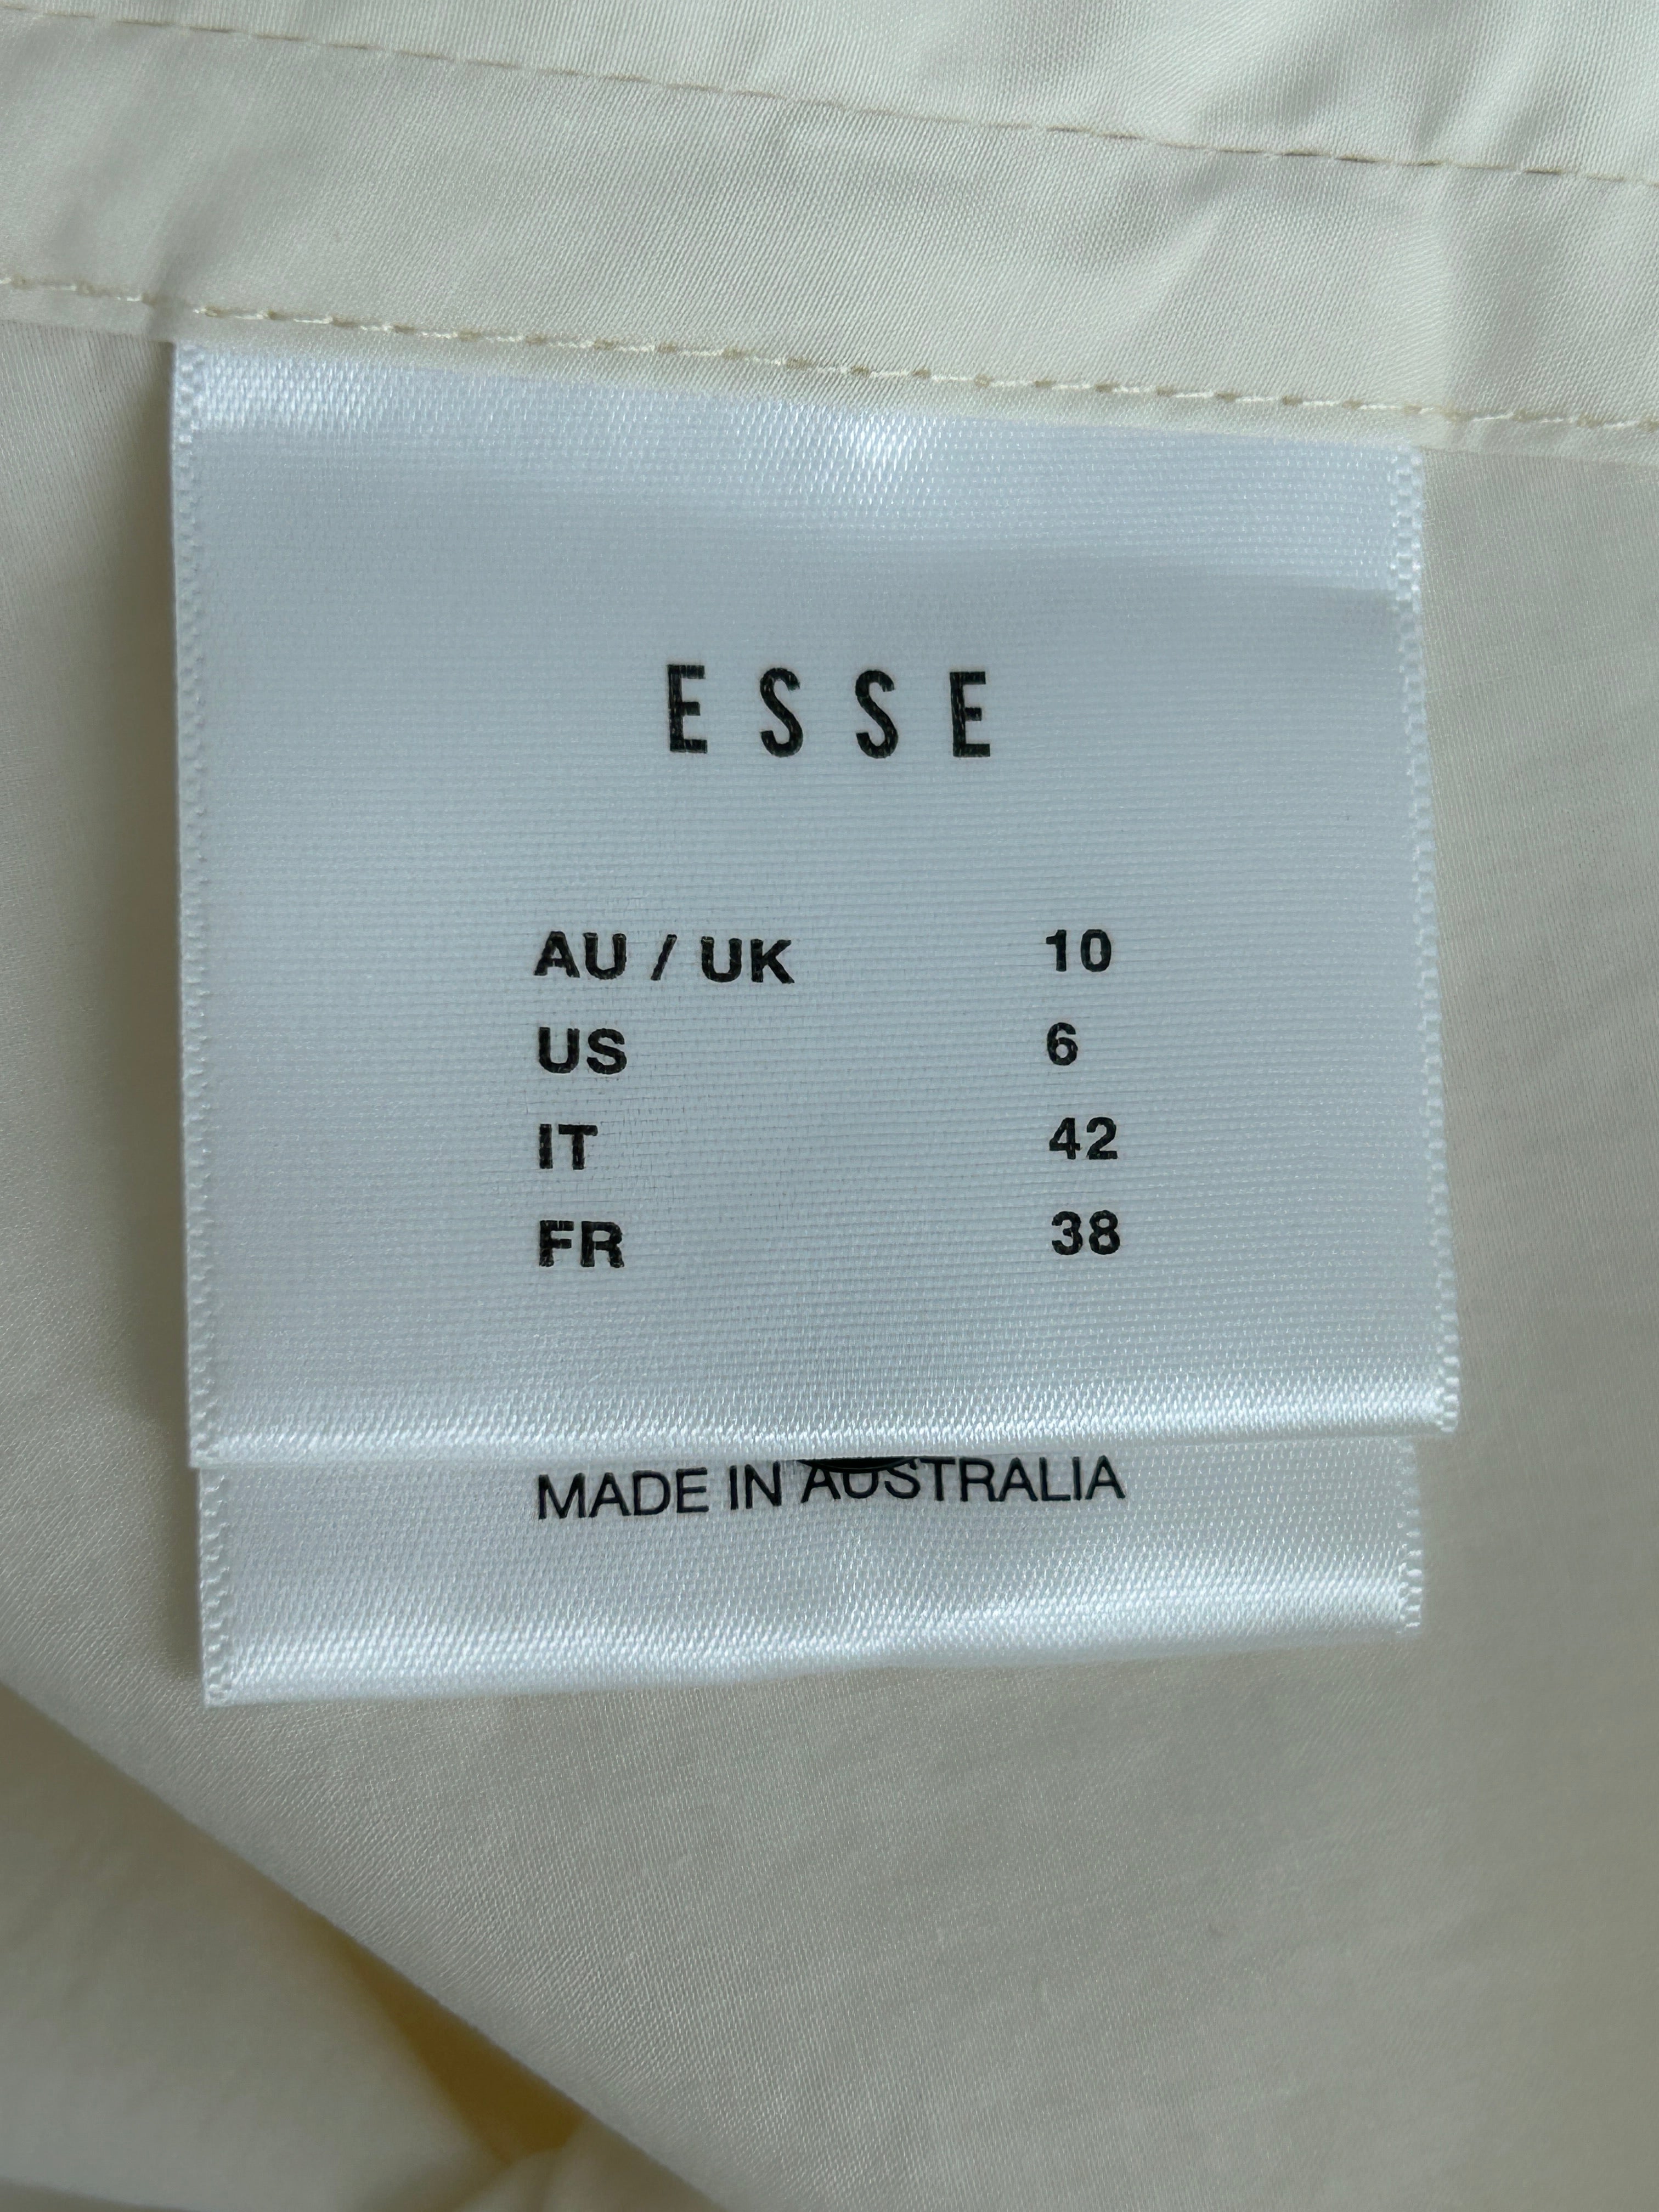 ESSE
AU / UK 10
US 6
IT 42
FR 38
MADE IN AUSTRALIA